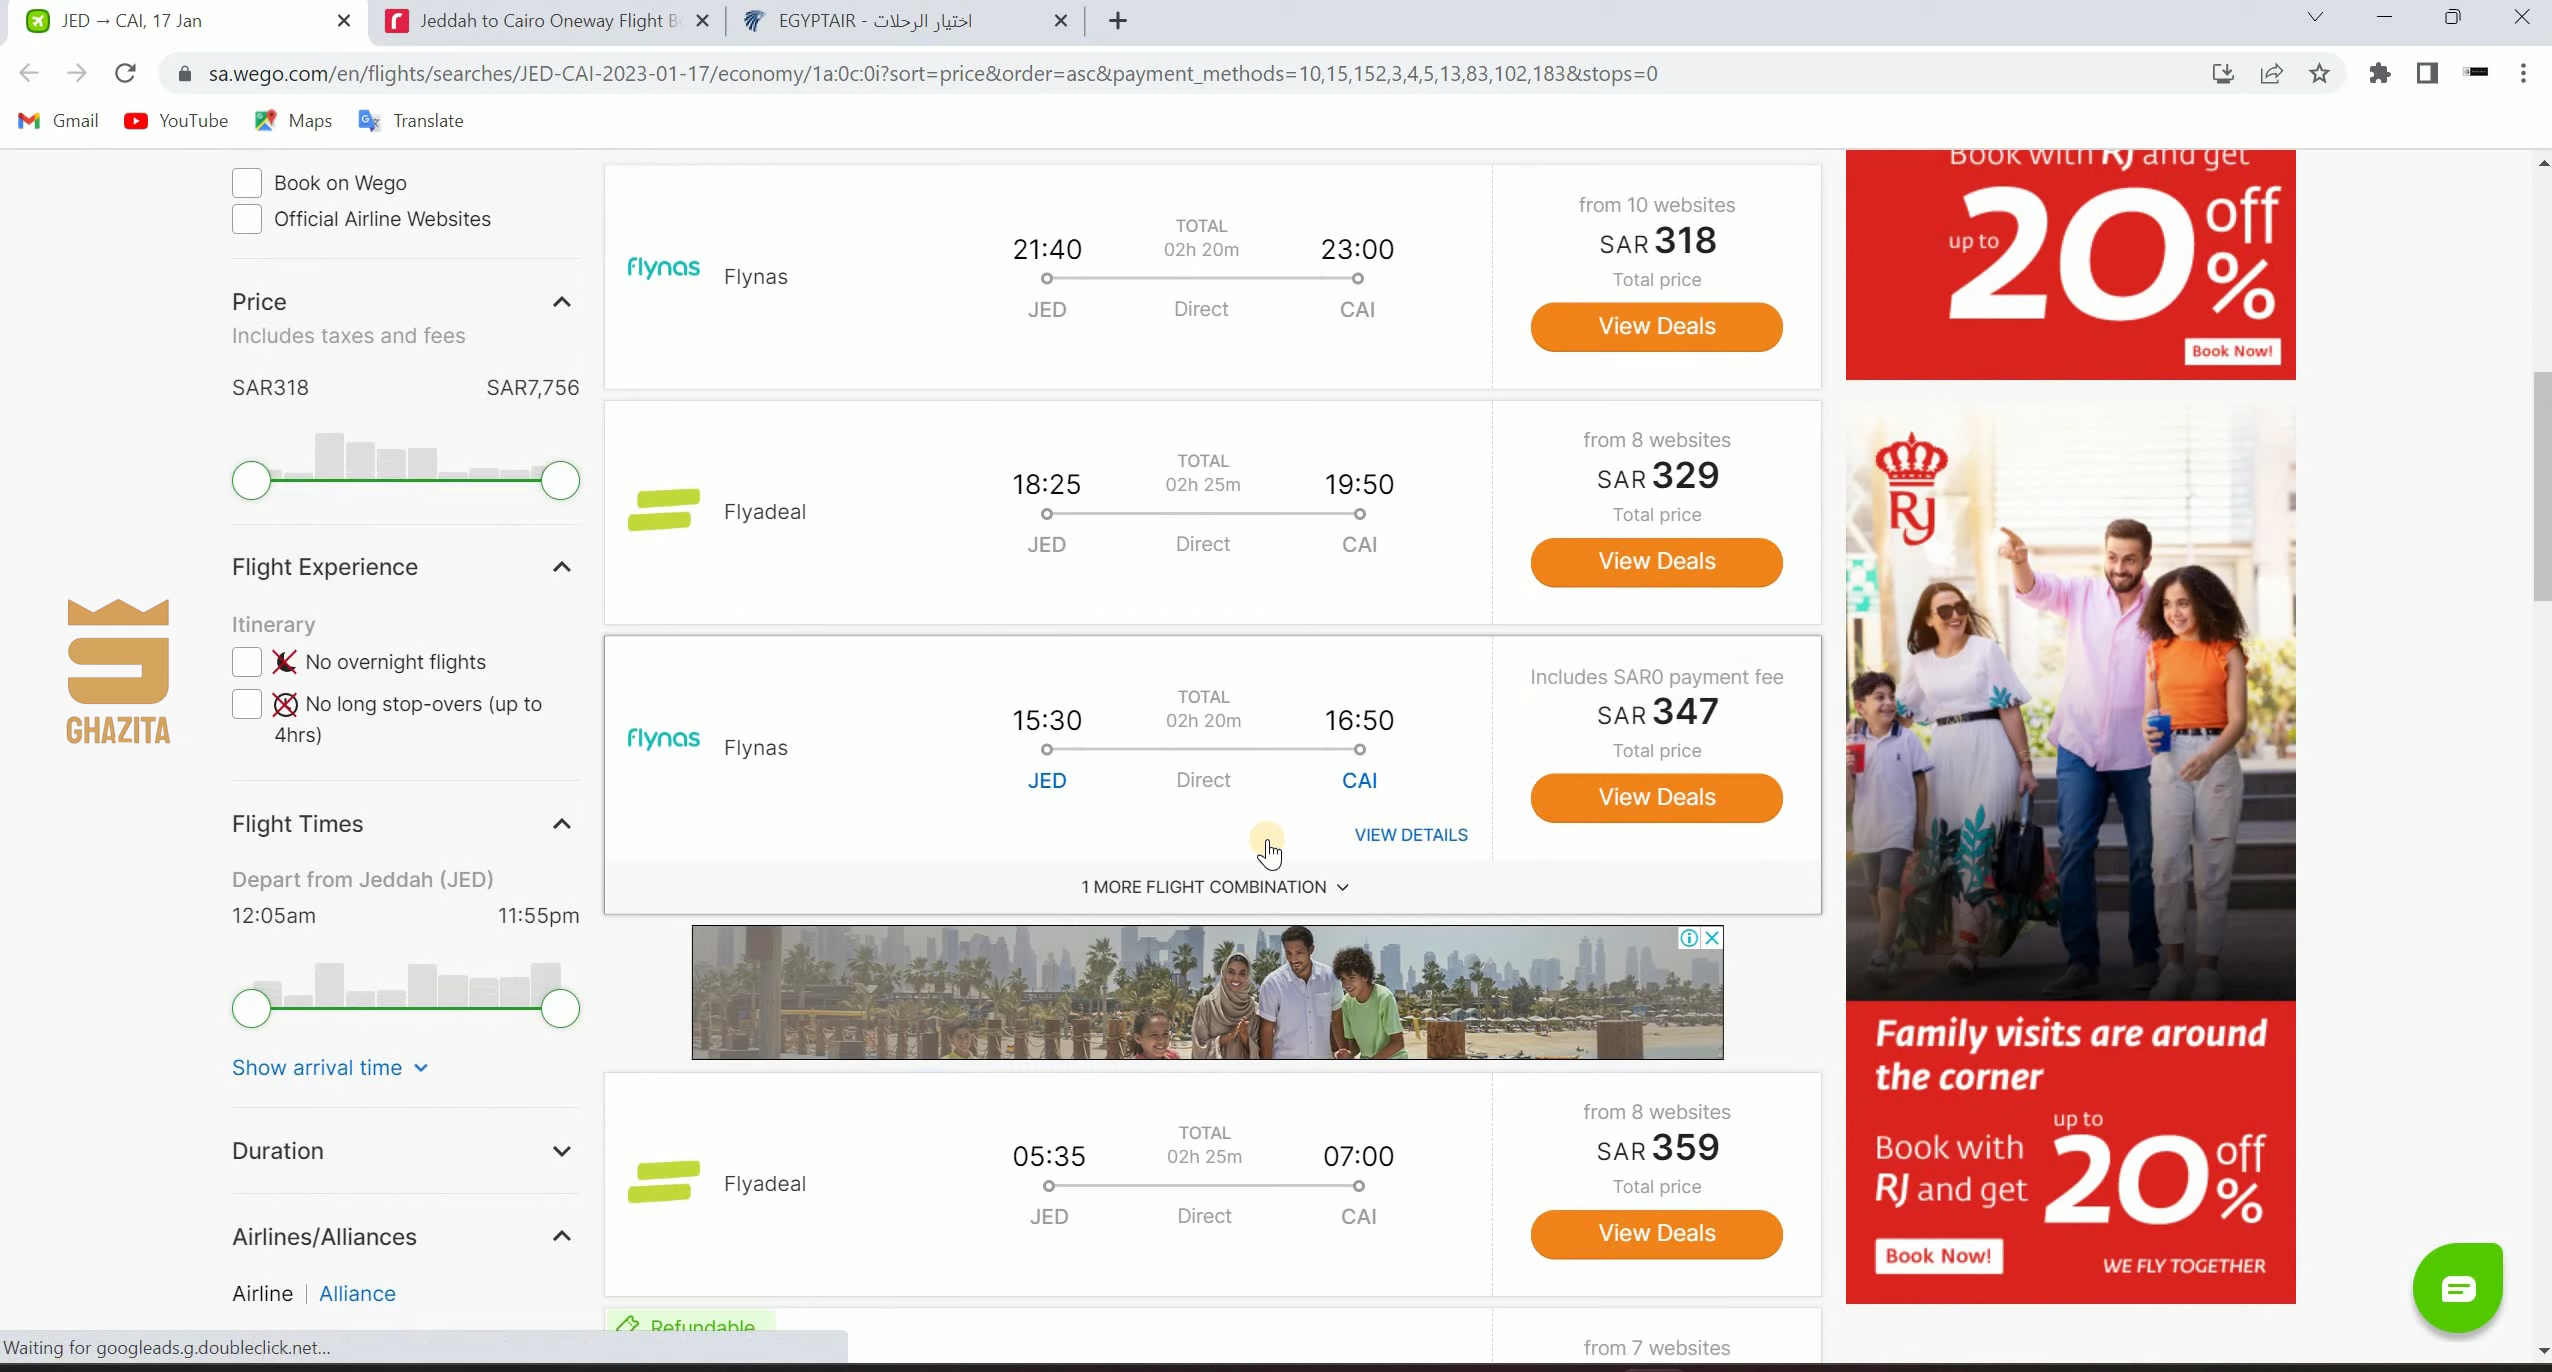 JED → CAI, 17 Jan
Jeddah to Cairo Oneway Flight B
EGYPTAIR - اختيار الرحلات
sa.wego.com/en/flights/searches/JED-CAI-2023-01-17/economy/1a:0c:0i?sort=price&order=asc&payment_methods=10,15,152,3,4,5,13,83,102,183&stops=0
Gmail
YouTube
Maps
Translate
Book on Wego
Official Airline Websites
Price
Includes taxes and fees
SAR318 SAR7,756
Flight Experience
Itinerary
No overnight flights
No long stop-overs (up to
4hrs)
Flight Times
Depart from Jeddah (JED)
12:05am 11:55pm
Show arrival time
Duration
Airlines/Alliances
Airline | Alliance
GHAZITA
flynas Flynas
21:40 TOTAL 23:00
02h 20m
JED Direct CAI
from 10 websites
SAR 318
Total price
View Deals
Flyadeal
18:25 TOTAL 19:50
02h 25m
JED Direct CAI
from 8 websites
SAR 329
Total price
View Deals
flynas Flynas
15:30 TOTAL 16:50
02h 20m
JED Direct CAI
VIEW DETAILS
Includes SAR0 payment fee
SAR 347
Total price
View Deals
1 MORE FLIGHT COMBINATION
Flyadeal
05:35 TOTAL 07:00
02h 25m
JED Direct CAI
from 8 websites
SAR 359
Total price
View Deals
Refundable
from 7 websites
Book with RJ and get
up to 20% off
Book Now!
RJ
Family visits are around
the corner
Book with
RJ and get
up to
20% off
Book Now!
WE FLY TOGETHER
Waiting for googleads.g.doubleclick.net...